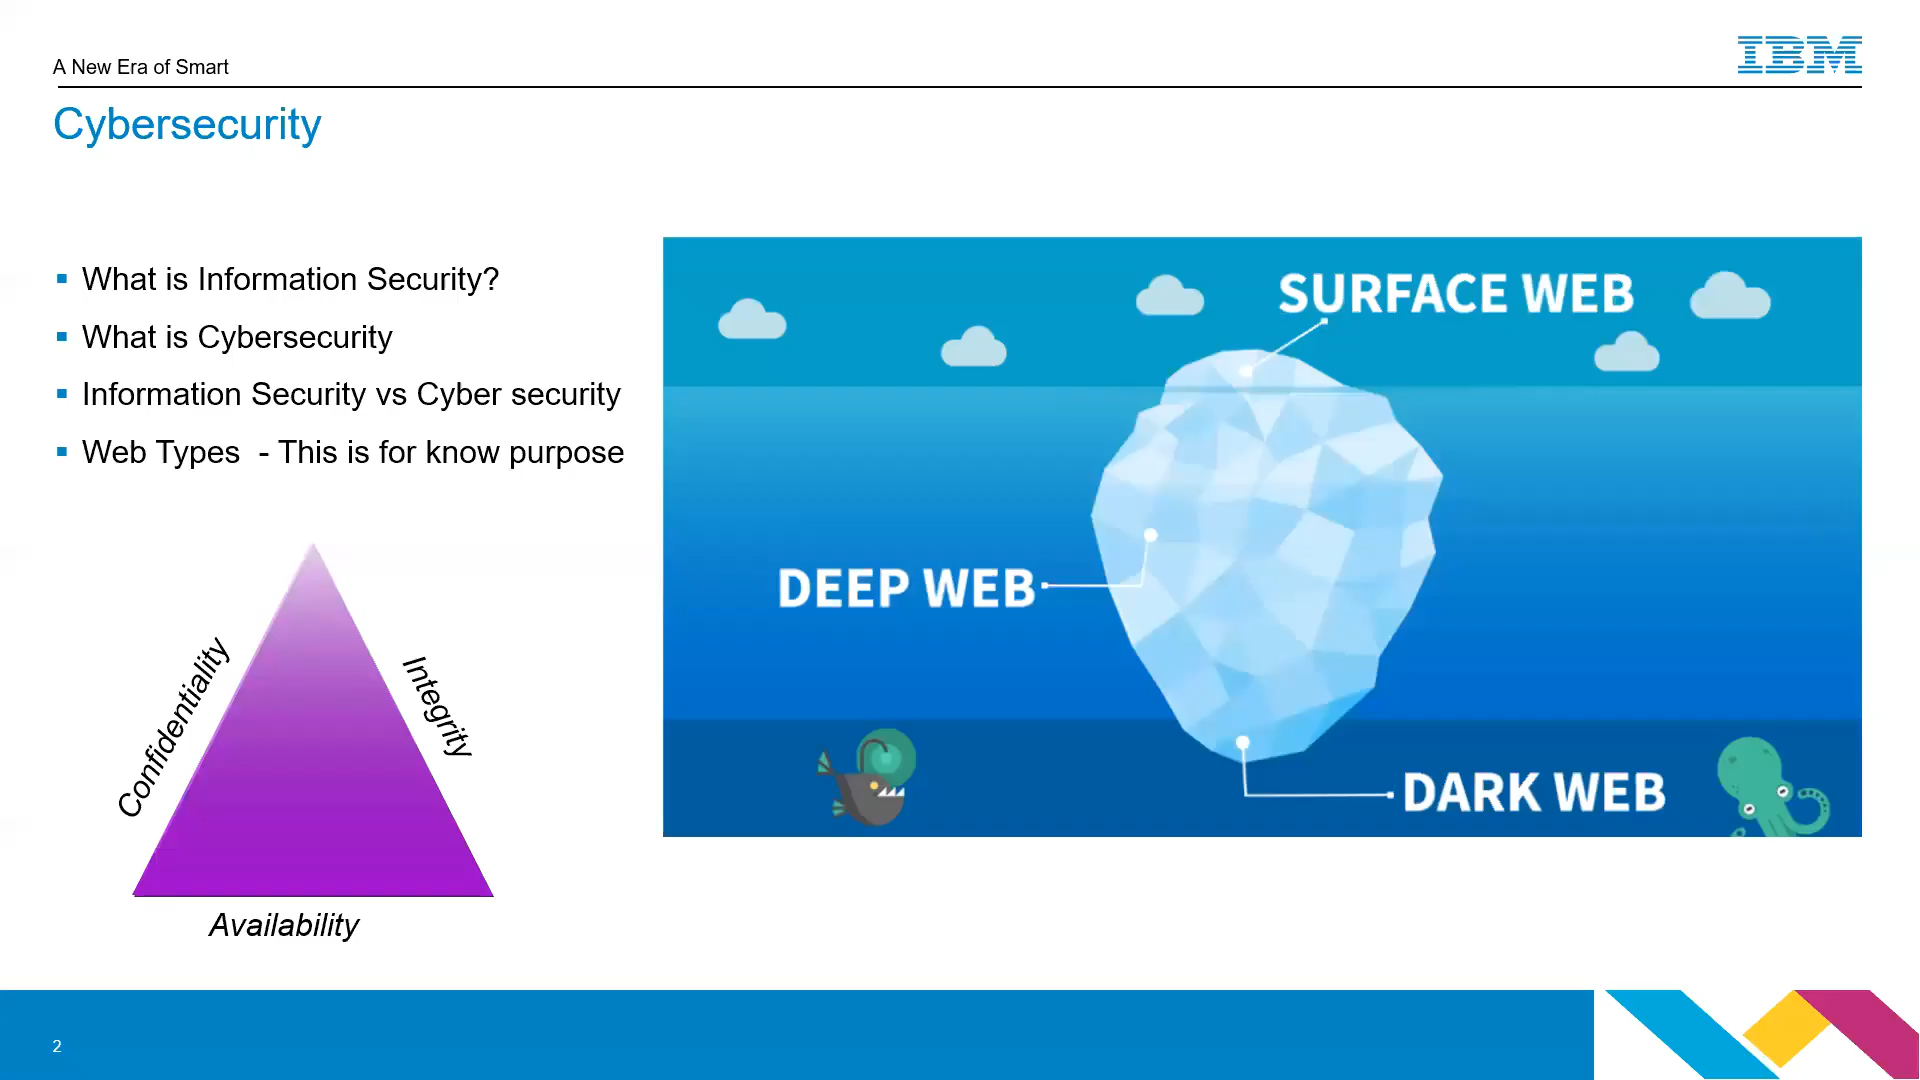 A New Era of Smart
IBM
Cybersecurity
What is Information Security?
What is Cybersecurity
Information Security vs Cyber security
Web Types - This is for know purpose
Confidentiality
Integrity
Availability
SURFACE WEB
DEEP WEB
DARK WEB
2